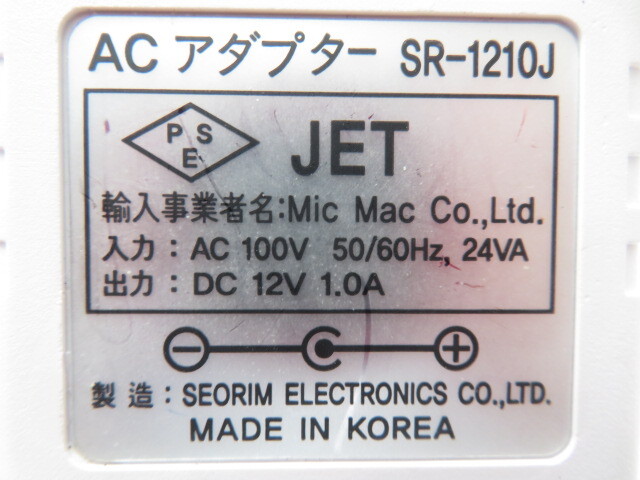 AC アダプター SR-1210J
PSE JET
輸入事業者名:Mic Mac Co.,Ltd.
入力: AC 100V 50/60Hz, 24VA
出力: DC 12V 1.0A
製造: SEORIM ELECTRONICS CO.,LTD.
MADE IN KOREA